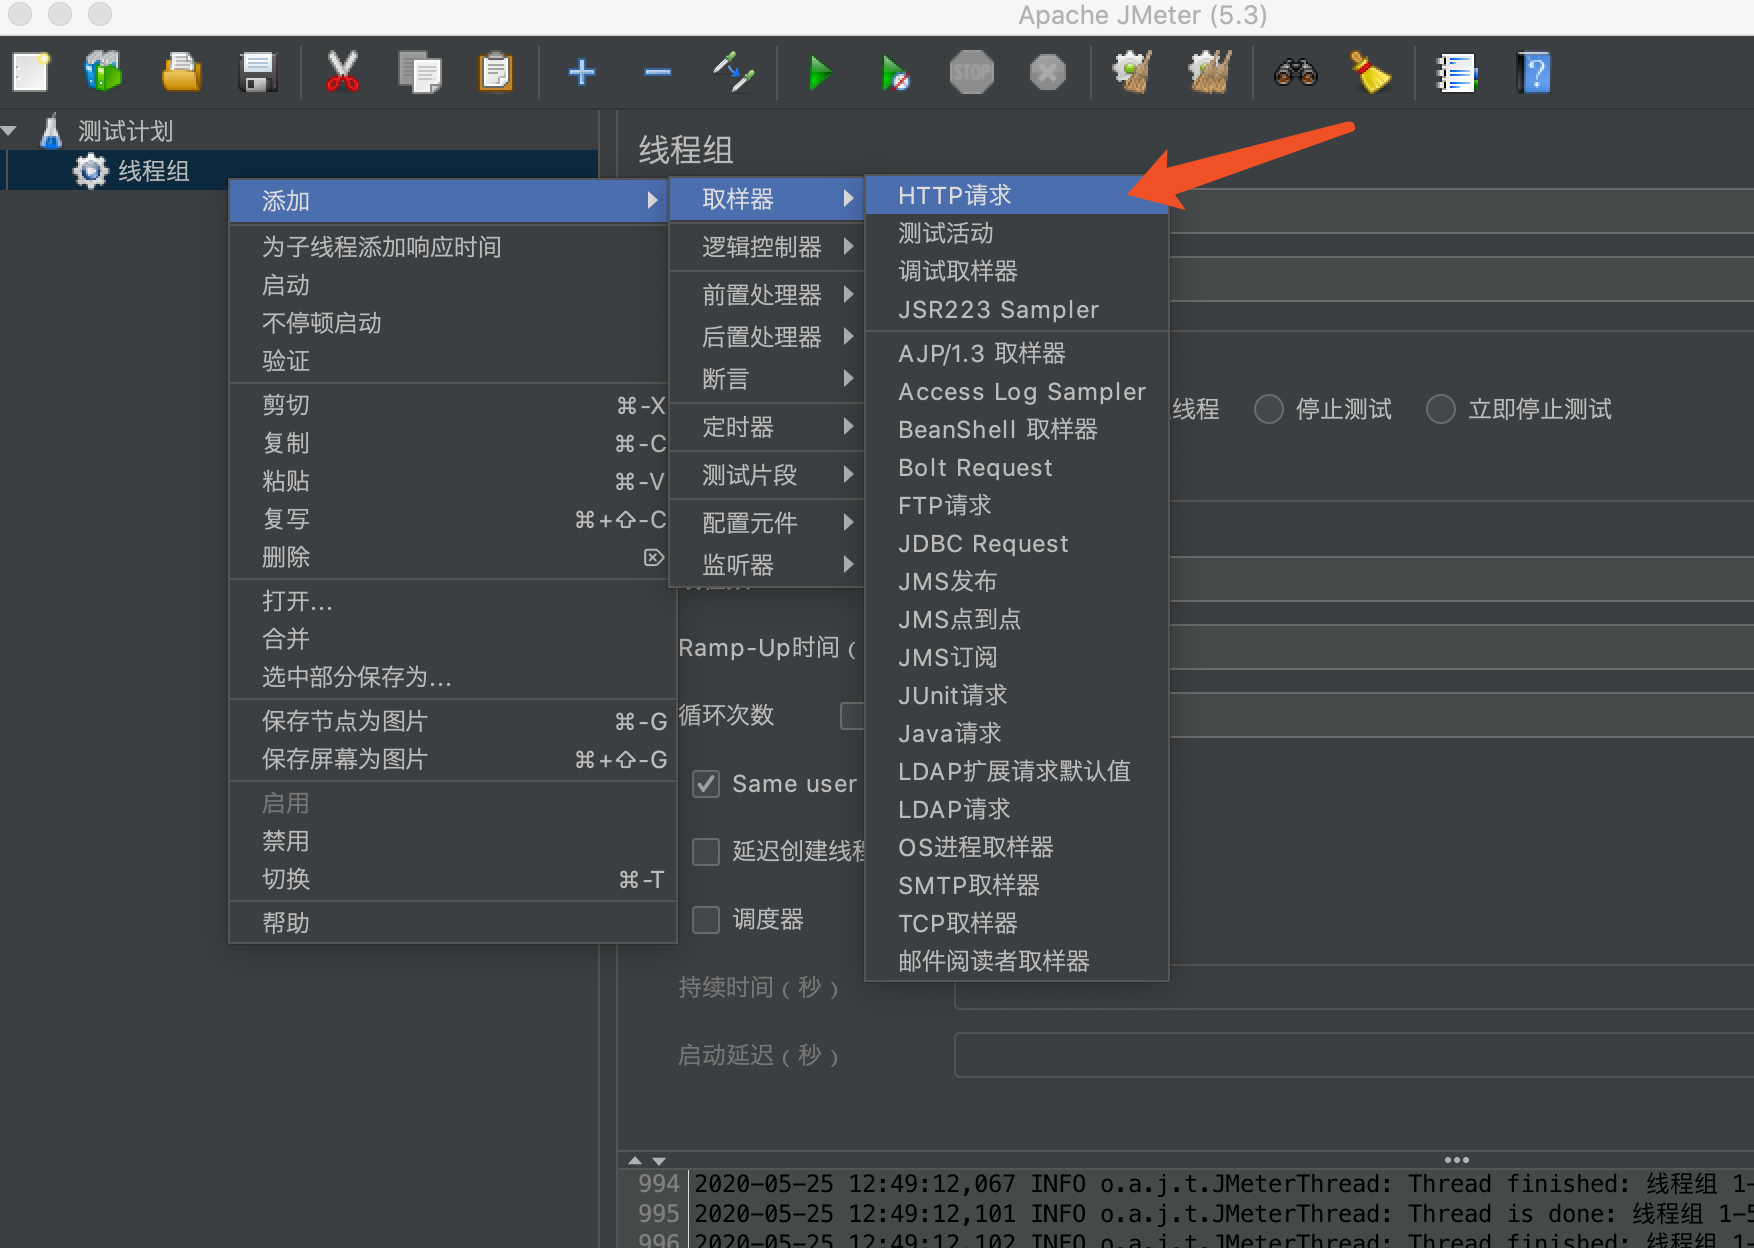 Apache JMeter (5.3)
STOP
测试计划
线程组
线程组
添加
为子线程添加响应时间
启动
不停顿启动
验证
剪切 ⌘-X
复制 ⌘-C
粘贴 ⌘-V
复写 ⌘+⇧-C
删除 ⌦
打开...
合并
选中部分保存为...
保存节点为图片 ⌘-G
保存屏幕为图片 ⌘+⇧-G
启用
禁用
切换 ⌘-T
帮助
取样器
逻辑控制器
前置处理器
后置处理器
断言
定时器
测试片段
配置元件
监听器
HTTP请求
测试活动
调试取样器
JSR223 Sampler
AJP/1.3 取样器
Access Log Sampler
BeanShell 取样器
Bolt Request
FTP请求
JDBC Request
JMS发布
JMS点到点
JMS订阅
JUnit请求
Java请求
LDAP扩展请求默认值
LDAP请求
OS进程取样器
SMTP取样器
TCP取样器
邮件阅读者取样器
线程 停止测试 立即停止测试
Ramp-Up时间（
循环次数
Same user
延迟创建线程
调度器
持续时间（秒）
启动延迟（秒）
994 2020-05-25 12:49:12,067 INFO o.a.j.t.JMeterThread: Thread finished: 线程组 1-
995 2020-05-25 12:49:12,101 INFO o.a.j.t.JMeterThread: Thread is done: 线程组 1-5
996 2020-05-25 12:49:12,102 INFO o.a.j.t.JMeterThread: Thread finished: 线程组 1-